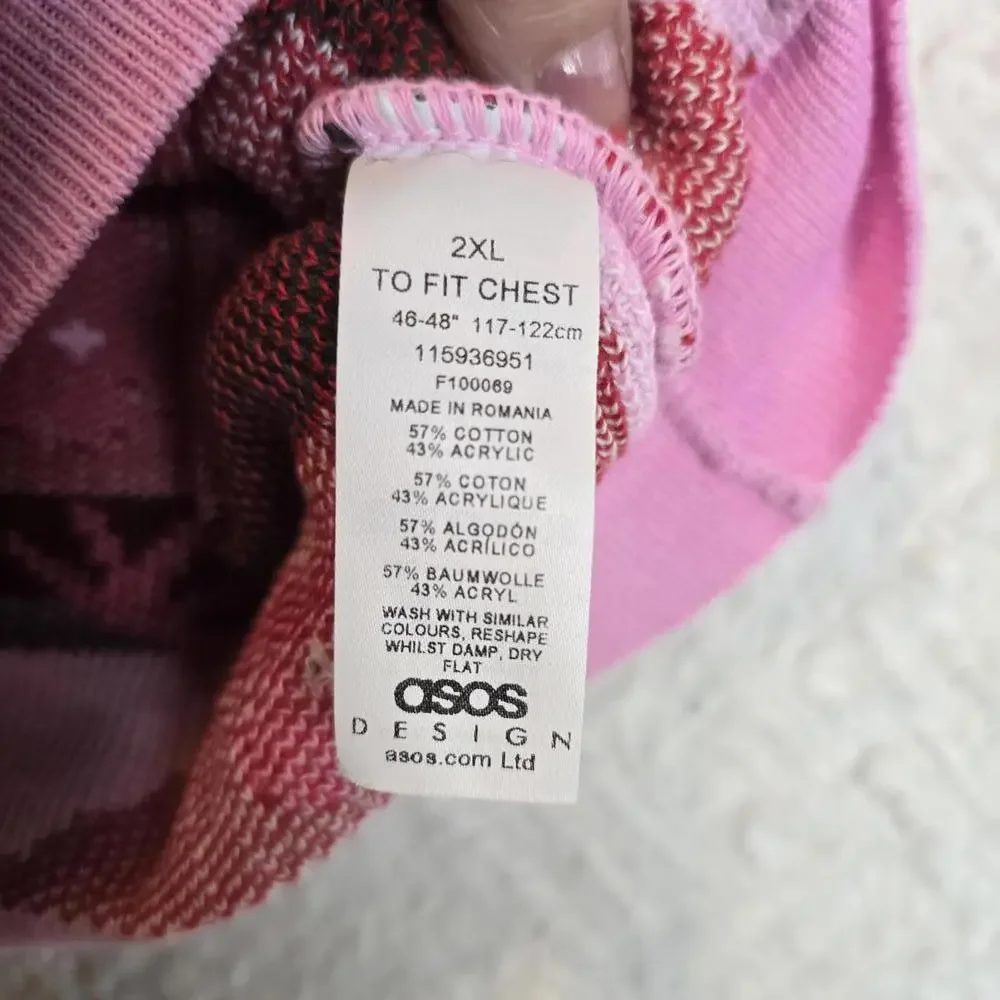 2XL
TO FIT CHEST
46-48" 117-122cm
115936951
F100069
MADE IN ROMANIA
57% COTTON
43% ACRYLIC
57% COTON
43% ACRYLIQUE
57% ALGODÓN
43% ACRÍLICO
57% BAUMWOLLE
43% ACRYL
WASH WITH SIMILAR
COLOURS, RESHAPE
WHILST DAMP, DRY
FLAT
asos
DESIGN
asos.com Ltd